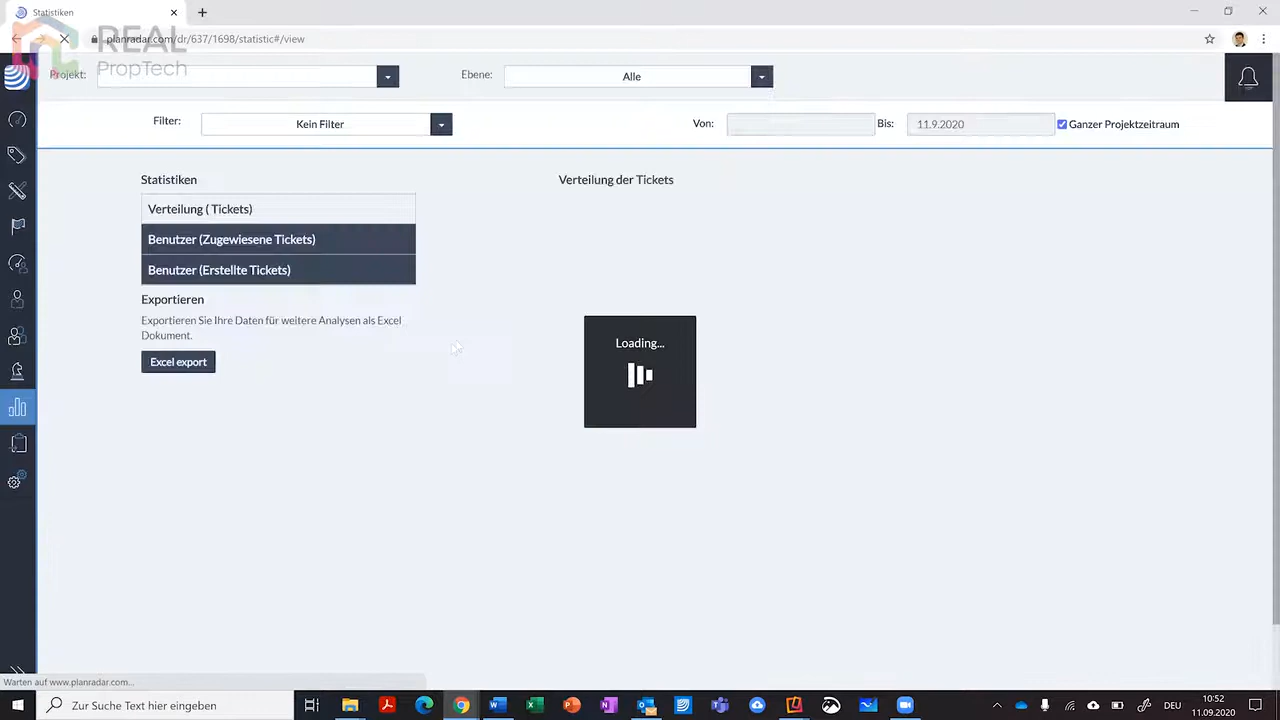 Statistiken
planradar.com/dr/637/1698/statistic#/view
REAL
PropTech
Projekt:
Ebene:
Alle
Filter:
Kein Filter
Von:
Bis:
11.9.2020
Ganzer Projektzeitraum
Statistiken
Verteilung der Tickets
Verteilung ( Tickets)
Benutzer (Zugewiesene Tickets)
Benutzer (Erstellte Tickets)
Exportieren
Exportieren Sie Ihre Daten für weitere Analysen als Excel
Dokument.
Excel export
Loading...
Warten auf www.planradar.com...
Zur Suche Text hier eingeben
DEU
10:52
11.09.2020